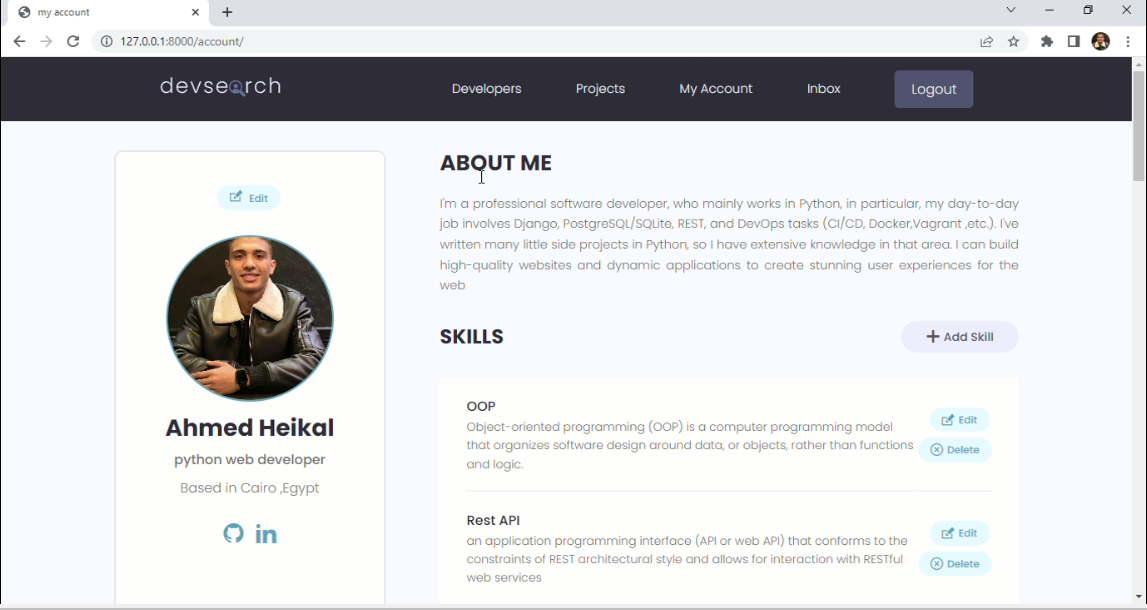 my account
127.0.0.1:8000/account/
devsearch
Developers
Projects
My Account
Inbox
Logout
Edit
Ahmed Heikal
python web developer
Based in Cairo ,Egypt
in
ABOUT ME
I'm a professional software developer, who mainly works in Python, in particular, my day-to-day
job involves Django, PostgreSQL/SQLite, REST, and DevOps tasks (CI/CD, Docker,Vagrant ,etc.). I've
written many little side projects in Python, so I have extensive knowledge in that area. I can build
high-quality websites and dynamic applications to create stunning user experiences for the
web
SKILLS
Add Skill
OOP
Object-oriented programming (OOP) is a computer programming model
that organizes software design around data, or objects, rather than functions
and logic.
Edit
Delete
Rest API
an application programming interface (API or web API) that conforms to the
constraints of REST architectural style and allows for interaction with RESTful
web services
Edit
Delete